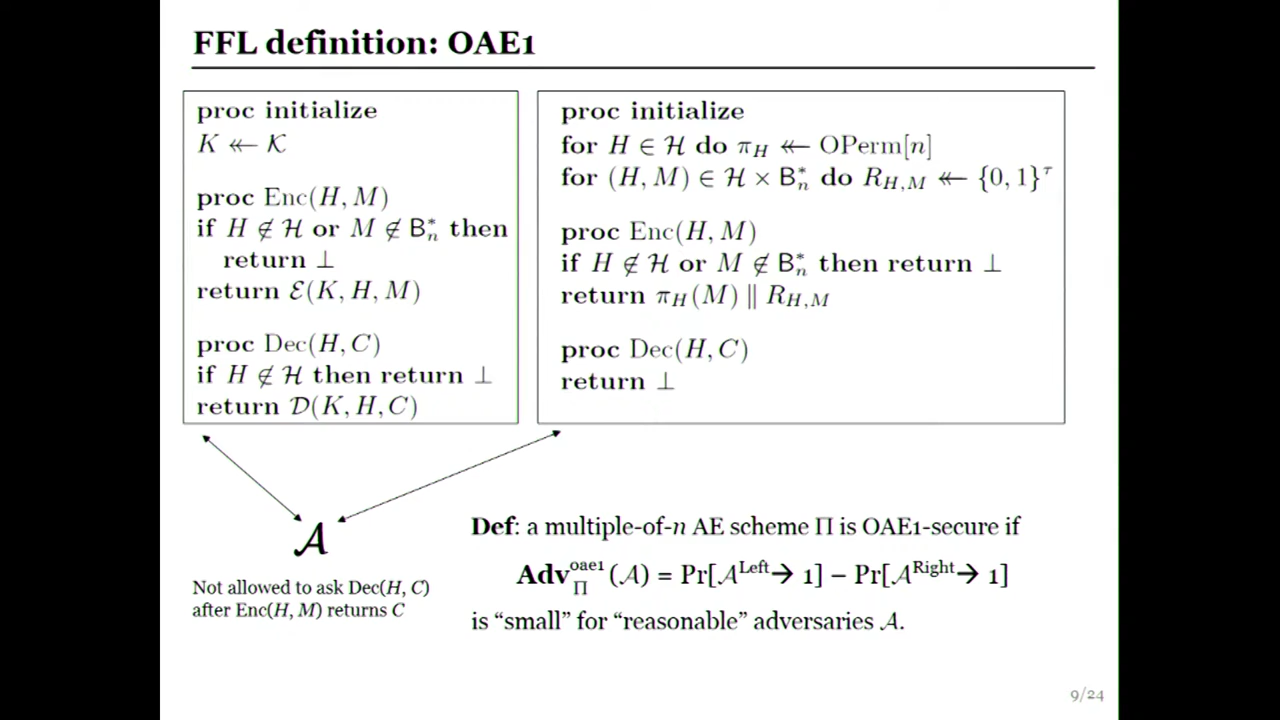 FFL definition: OAE1
proc initialize
K ↞ 𝒦
proc Enc(H, M)
if H ∉ ℋ or M ∉ B*ₙ then
return ⊥
return ℰ(K, H, M)
proc Dec(H, C)
if H ∉ ℋ then return ⊥
return 𝒟(K, H, C)
proc initialize
for H ∈ ℋ do π_H ↞ OPerm[n]
for (H, M) ∈ ℋ × B*ₙ do R_{H,M} ↞ {0, 1}^τ
proc Enc(H, M)
if H ∉ ℋ or M ∉ B*ₙ then return ⊥
return π_H(M) ∥ R_{H,M}
proc Dec(H, C)
return ⊥
𝒜
Not allowed to ask Dec(H, C)
after Enc(H, M) returns C
Def: a multiple-of-n AE scheme Π is OAE1-secure if
Adv^{oae1}_Π (𝒜) = Pr[𝒜^{Left}→ 1] – Pr[𝒜^{Right}→ 1]
is “small” for “reasonable” adversaries 𝒜.
9/24